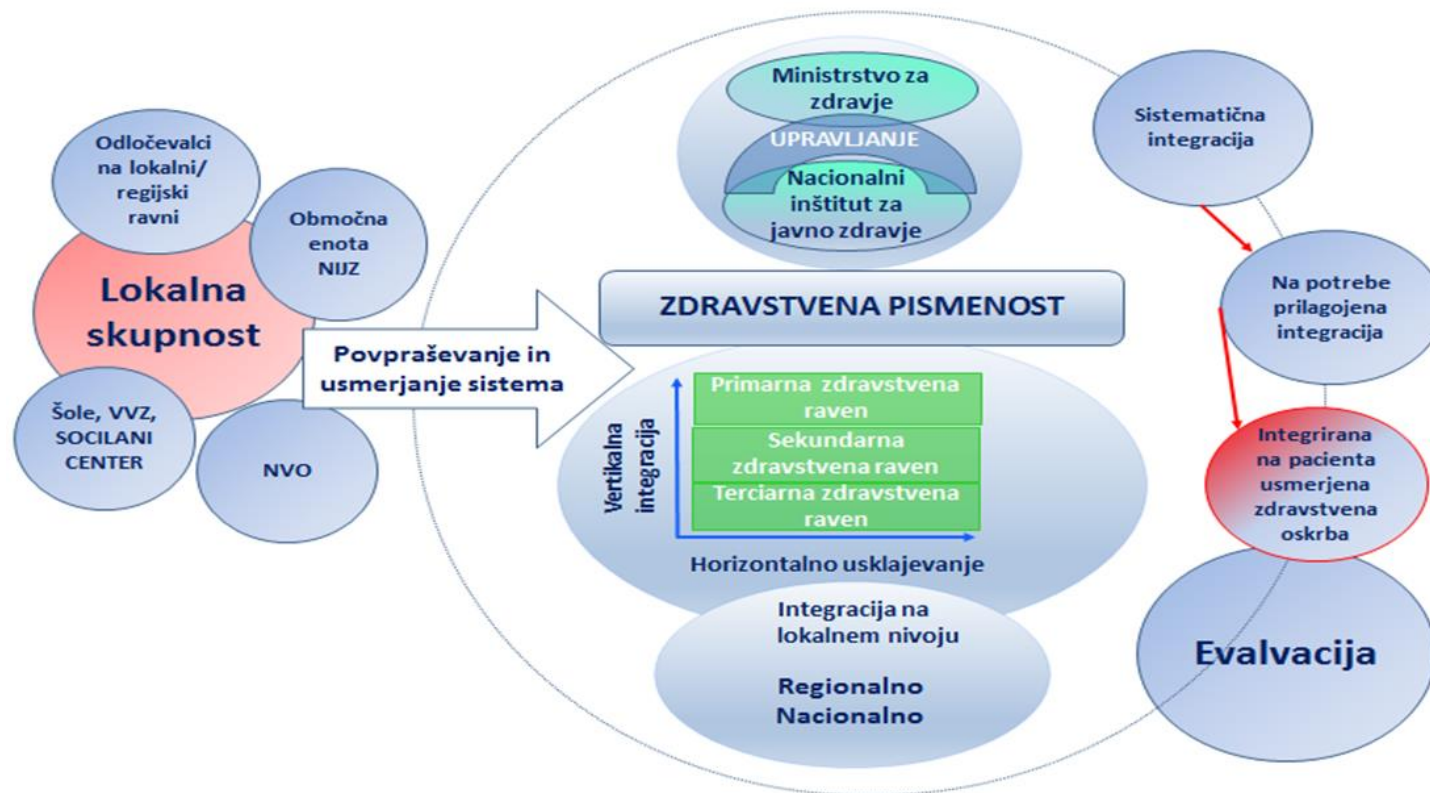 Odločevalci
na lokalni/
regijski
ravni
Območna
enota
NIJZ
Lokalna
skupnost
Šole, VVZ,
SOCILANI
CENTER
NVO
Povpraševanje in
usmerjanje sistema
Ministrstvo za
zdravje
UPRAVLJANJE
Nacionalni
inštitut za
javno zdravje
ZDRAVSTVENA PISMENOST
Vertikalna
integracija
Primarna zdravstvena
raven
Sekundarna
zdravstvena raven
Terciarna zdravstvena
raven
Horizontalno usklajevanje
Integracija na
lokalnem nivoju
Regionalno
Nacionalno
Sistematična
integracija
Na potrebe
prilagojena
integracija
Integrirana
na pacienta
usmerjena
zdravstvena
oskrba
Evalvacija